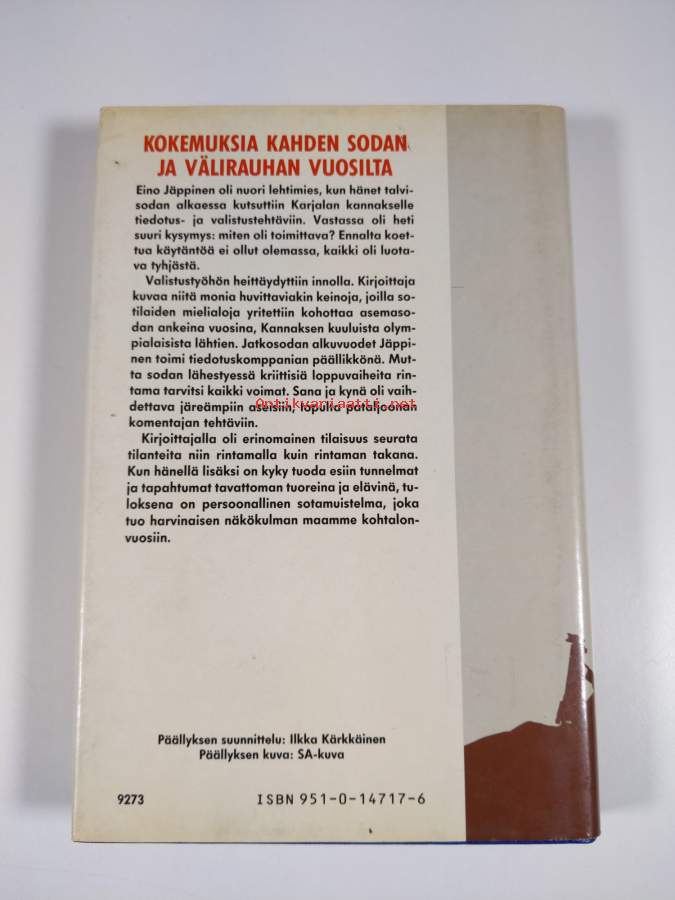 KOKEMUKSIA KAHDEN SODAN
JA VÄLIRAUHAN VUOSILTA
Eino Jäppinen oli nuori lehtimies, kun hänet talvi-
sodan alkaessa kutsuttiin Karjalan kannakselle
tiedotus- ja valistustehtäviin. Vastassa oli heti
suuri kysymys: miten oli toimittava? Ennalta koet-
tua käytäntöä ei ollut olemassa, kaikki oli luota-
va tyhjästä.
Valistustyöhön heittäydyttiin innolla. Kirjoittaja
kuvaa niitä monia huvittaviakin keinoja, joilla so-
tilaiden mielialoja yritettiin kohottaa asemaso-
dan ankeina vuosina, Kannaksen kuuluista olym-
pialaisista lähtien. Jatkosodan alkuvuodet Jäppi-
nen toimi tiedotuskomppanian päällikkönä. Mut-
ta sodan lähestyessä kriittisiä loppuvaiheita rin-
tama tarvitsi kaikki voimat. Sana ja kynä oli vaih-
dettava järeämpiin aseisiin, lopulta pataljoonan
Antikvariaatti.net
komentajan tehtäviin.
Kirjoittajalla oli erinomainen tilaisuus seurata
tilanteita niin rintamalla kuin rintaman takana.
Kun hänellä lisäksi on kyky tuoda esiin tunnelmat
ja tapahtumat tavattoman tuoreina ja elävinä, tu-
loksena on persoonallinen sotamuistelma, joka
tuo harvinaisen näkökulman maamme kohtalon-
vuosiin.
Päällyksen suunnittelu: Ilkka Kärkkäinen
Päällyksen kuva: SA-kuva
9273 ISBN 951-0-14717-6